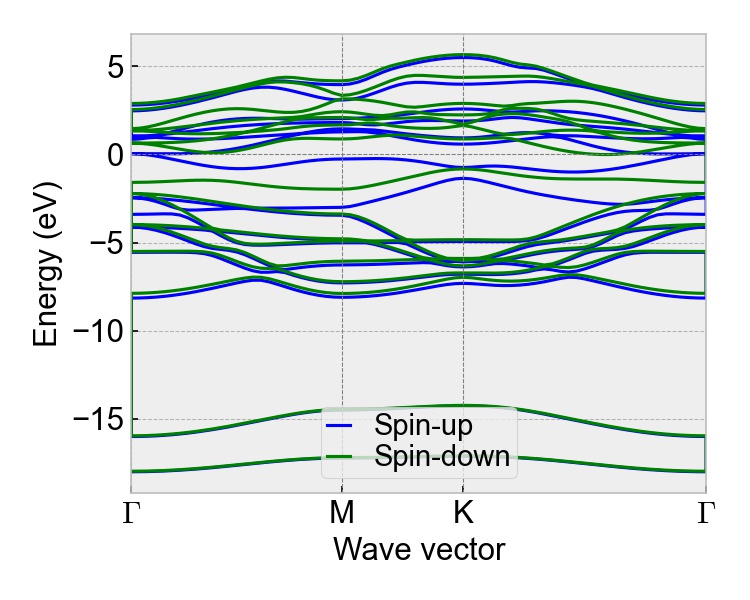 Energy (eV)
5
0
−5
−10
−15
Spin-up
Spin-down
Γ M K Γ
Wave vector